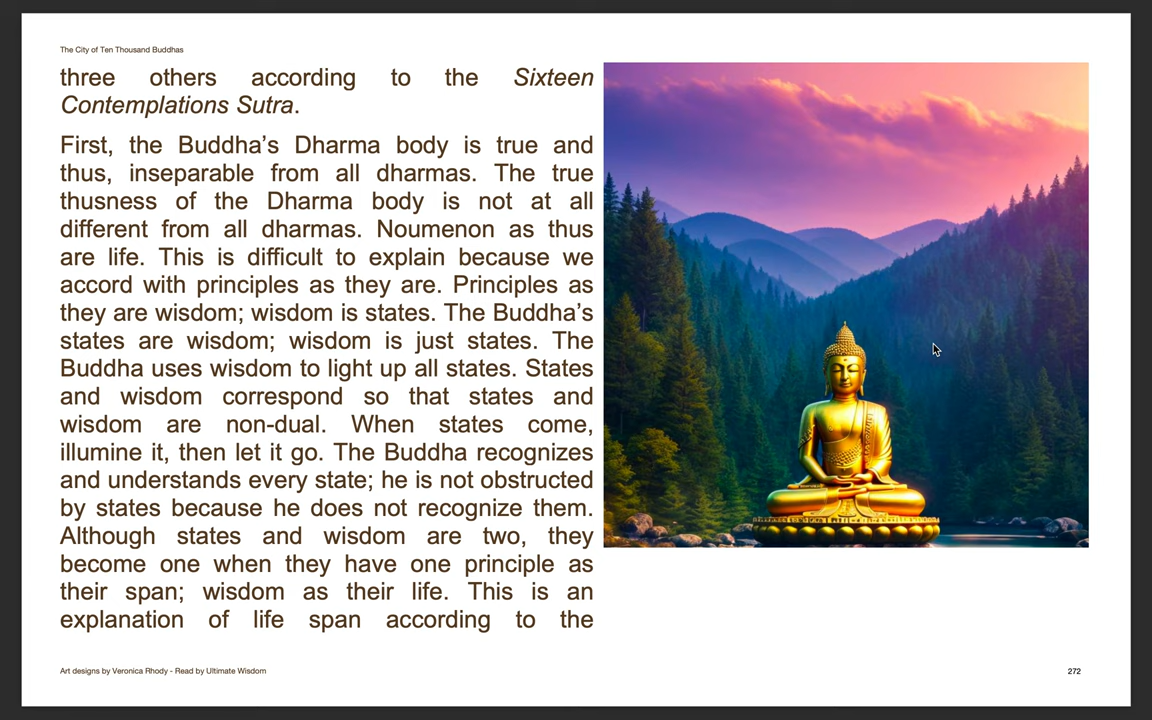 The City of Ten Thousand Buddhas
three others according to the Sixteen
Contemplations Sutra.
First, the Buddha’s Dharma body is true and
thus, inseparable from all dharmas. The true
thusness of the Dharma body is not at all
different from all dharmas. Noumenon as thus
are life. This is difficult to explain because we
accord with principles as they are. Principles as
they are wisdom; wisdom is states. The Buddha’s
states are wisdom; wisdom is just states. The
Buddha uses wisdom to light up all states. States
and wisdom correspond so that states and
wisdom are non-dual. When states come,
illumine it, then let it go. The Buddha recognizes
and understands every state; he is not obstructed
by states because he does not recognize them.
Although states and wisdom are two, they
become one when they have one principle as
their span; wisdom as their life. This is an
explanation of life span according to the
Art designs by Veronica Rhody - Read by Ultimate Wisdom
272